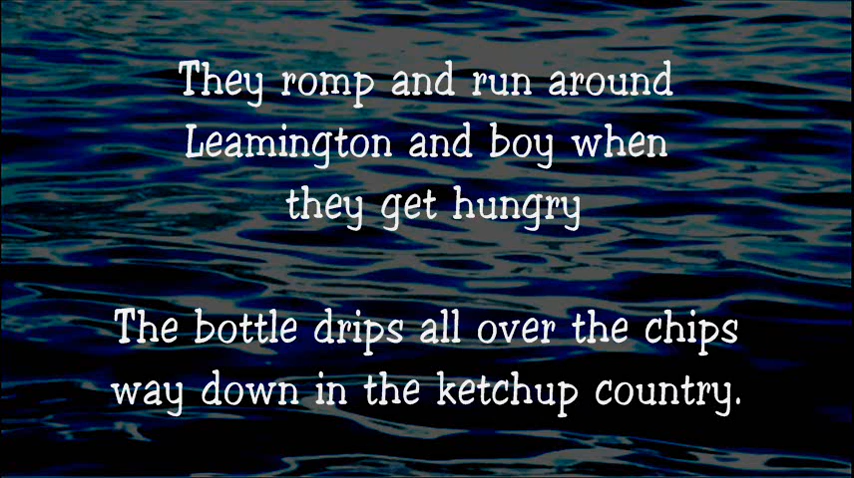 They romp and run around
Leamington and boy when
they get hungry
The bottle drips all over the chips
way down in the ketchup country.